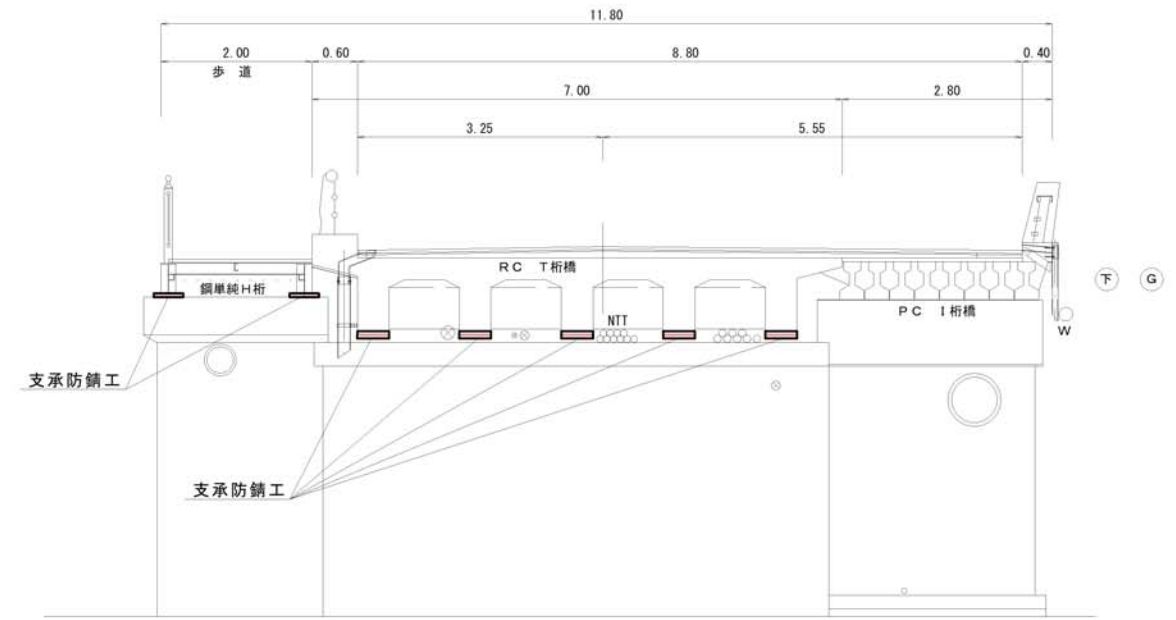 11.80
2.00
0.60
8.80
0.40
歩 道
7.00
2.80
3.25
5.55
RC T桁橋
鋼単純H桁
下
G
NTT
PC I桁橋
W
支承防錆工
支承防錆工